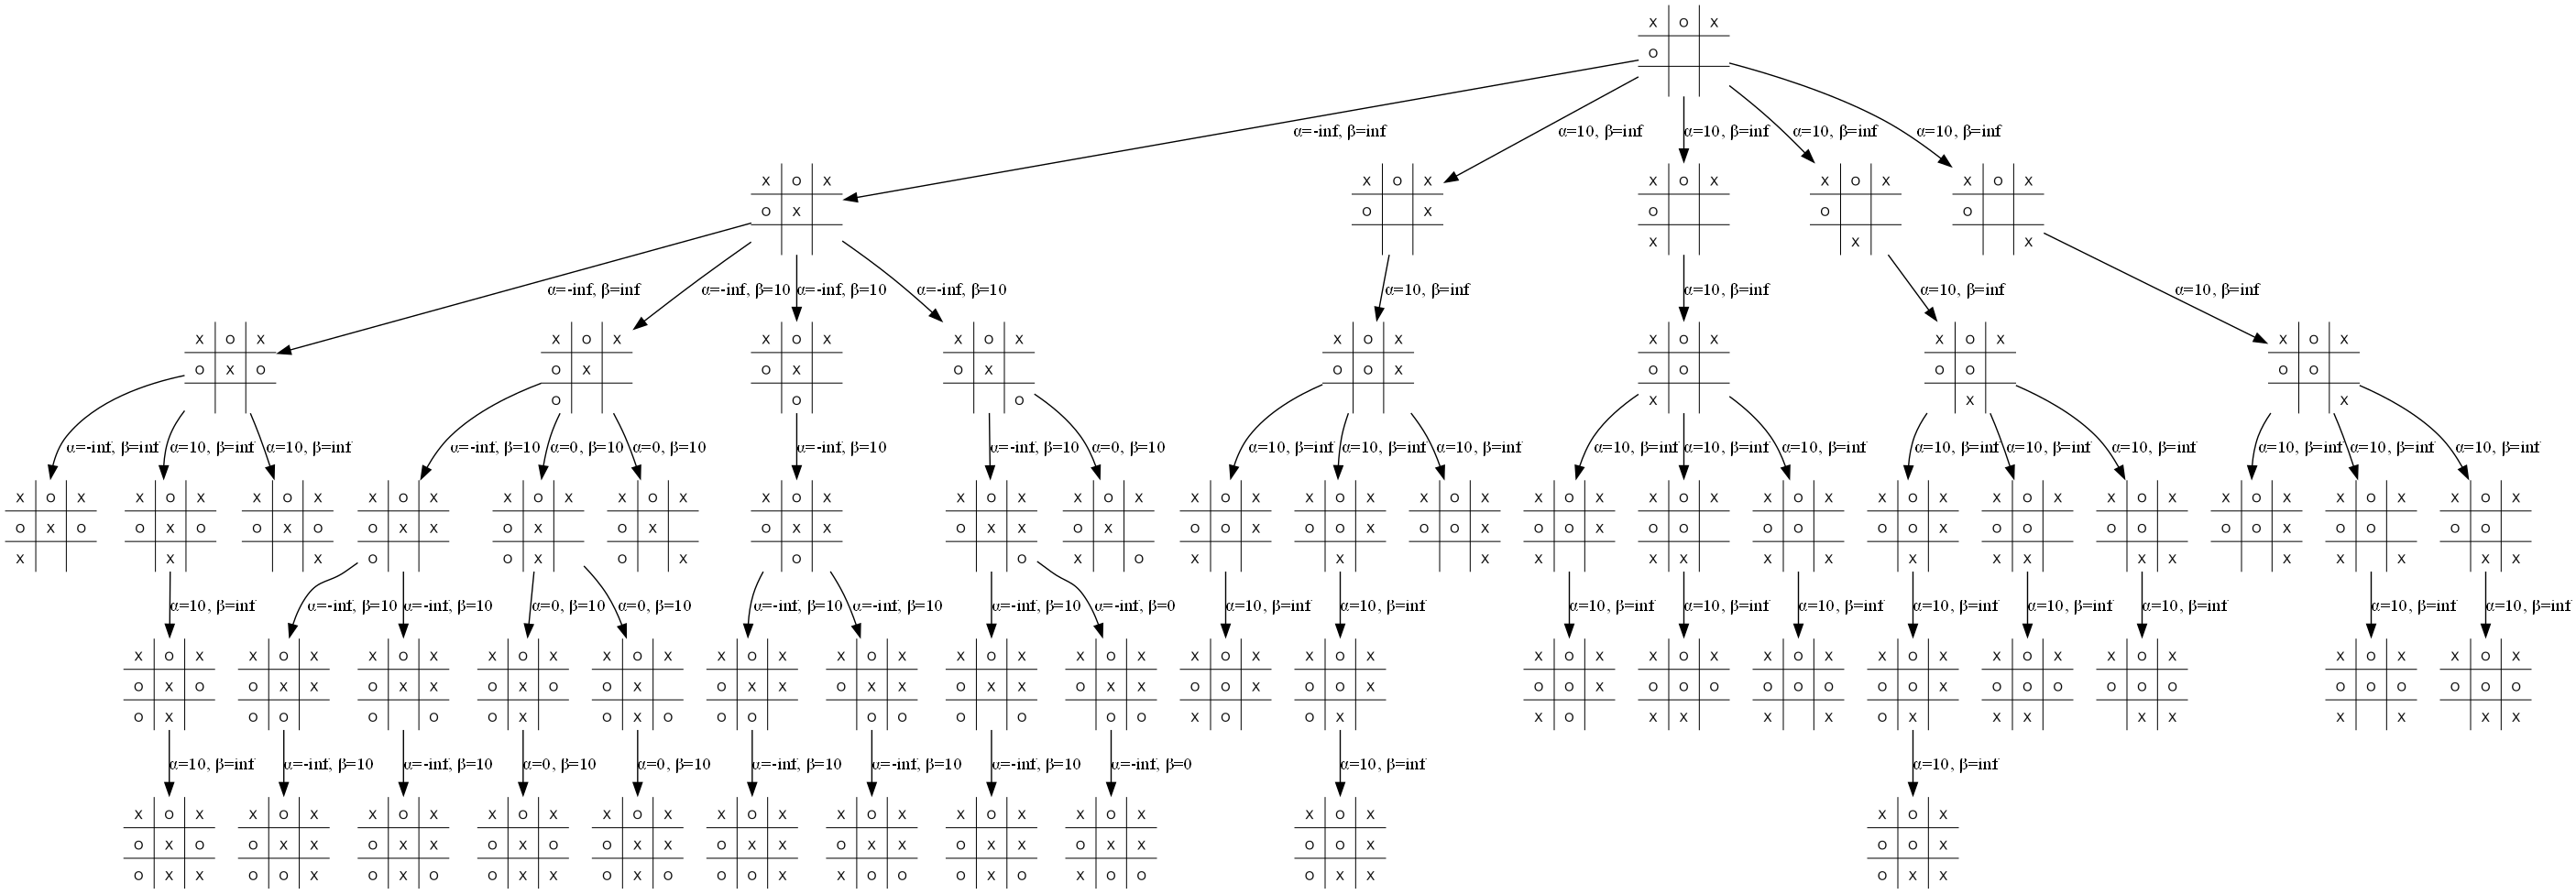 X O X
O
α=-inf, β=inf α=10, β=inf α=10, β=inf α=10, β=inf α=10, β=inf
X O X X O X X O X X O X X O X
O X O X O O O
X X X
α=-inf, β=inf α=-inf, β=10 α=-inf, β=10 α=-inf, β=10 α=10, β=inf α=10, β=inf α=10, β=inf α=10, β=inf
X O X X O X X O X X O X X O X X O X X O X X O X
O X O O X O X O X O O X O O O O O O
O O O X X X
α=-inf, β=inf α=10, β=inf α=10, β=inf α=-inf, β=10 α=0, β=10 α=0, β=10 α=-inf, β=10 α=-inf, β=10 α=0, β=10 α=10, β=inf α=10, β=inf α=10, β=inf α=10, β=inf α=10, β=inf α=10, β=inf α=10, β=inf α=10, β=inf α=10, β=inf α=10, β=inf α=10, β=inf α=10, β=inf
X O X X O X X O X X O X X O X X O X X O X X O X X O X X O X X O X X O X X O X X O X X O X X O X X O X X O X X O X X O X X O X
O X O O X O O X O O X X O X O X O X X O X X O X O O X O O X O O X O O X O O O O O O X O O O O O O X O O O O
X X X O O X O X O O X O X X X X X X X X X X X X X X X X X X X
α=10, β=inf α=-inf, β=10 α=-inf, β=10 α=0, β=10 α=0, β=10 α=-inf, β=10 α=-inf, β=10 α=-inf, β=10 α=-inf, β=0 α=10, β=inf α=10, β=inf α=10, β=inf α=10, β=inf α=10, β=inf α=10, β=inf α=10, β=inf α=10, β=inf α=10, β=inf α=10, β=inf
X O X X O X X O X X O X X O X X O X X O X X O X X O X X O X X O X X O X X O X X O X X O X X O X X O X X O X X O X
O X O O X X O X X O X O O X O X X O X X O X X O X X O O X O O X O O X O O O O O O O O X O O O O O O O O O O O O
O X O O O O O X O X O O O O O O O O O X O O X X O X X X X O X X X X X X X X X
α=10, β=inf α=-inf, β=10 α=-inf, β=10 α=0, β=10 α=0, β=10 α=-inf, β=10 α=-inf, β=10 α=-inf, β=10 α=-inf, β=0 α=10, β=inf α=10, β=inf
X O X X O X X O X X O X X O X X O X X O X X O X X O X X O X X O X
O X O O X X O X X O X O O X X O X X O X X O X X O X X O O X O O X
O X X O O X O X O O X X O X O O O X X O O O X O X O O O X X O X X